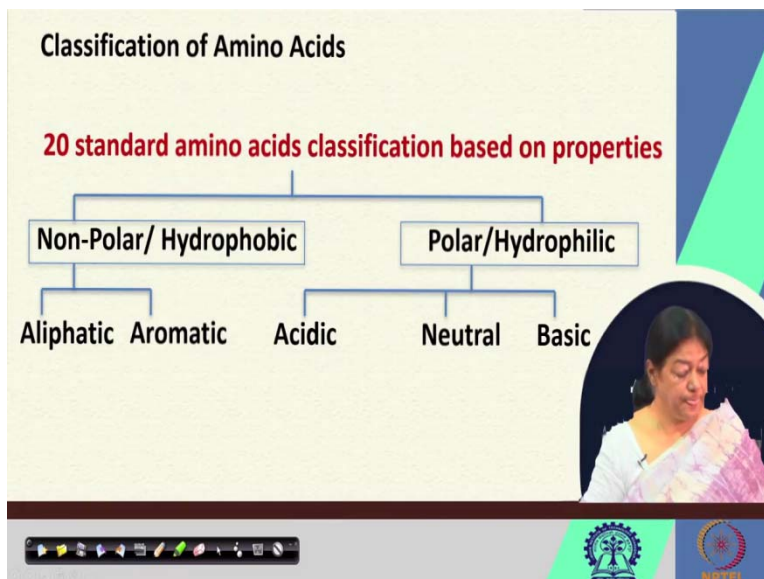 Classification of Amino Acids
20 standard amino acids classification based on properties
Non-Polar/ Hydrophobic
Polar/Hydrophilic
Aliphatic Aromatic Acidic Neutral Basic
NPTEL